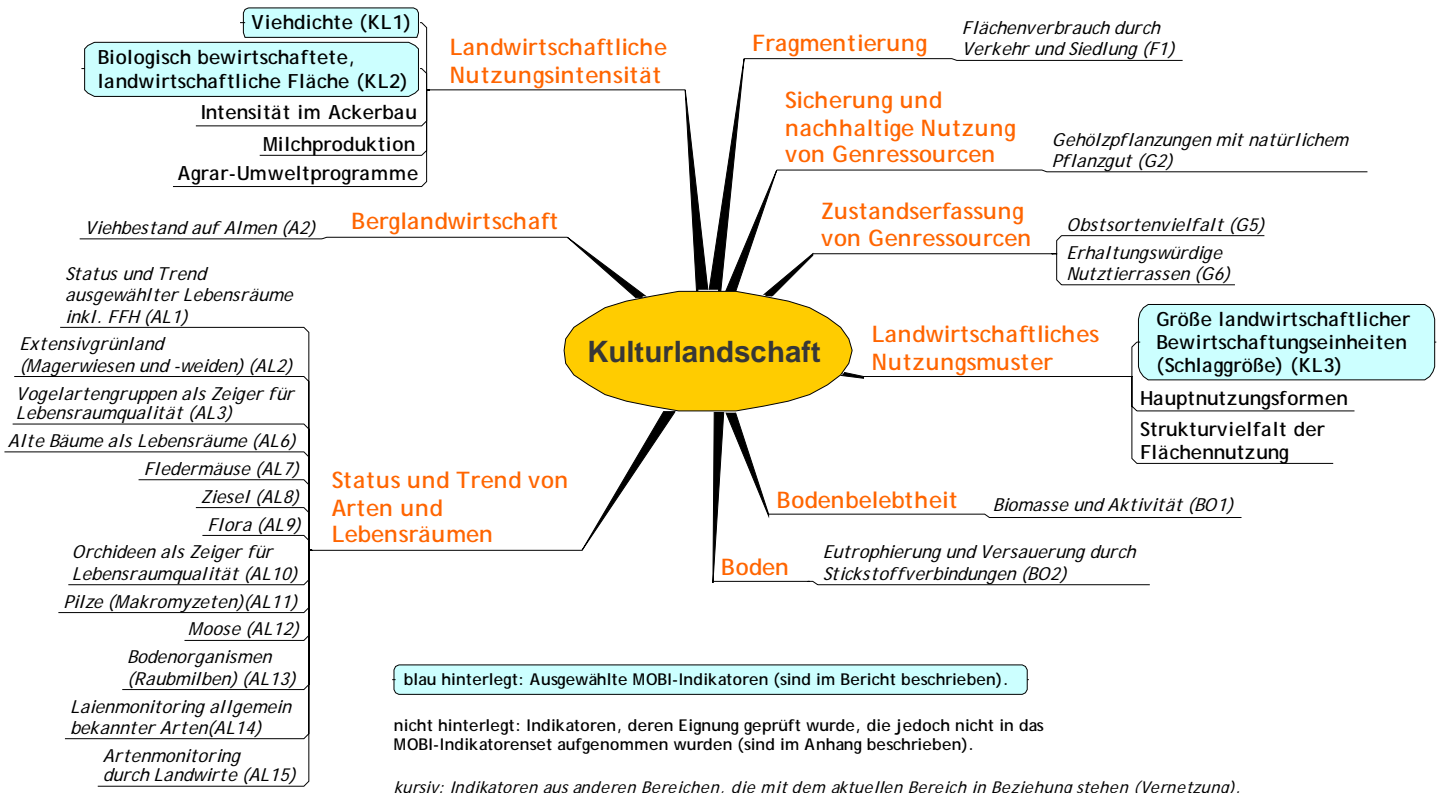 Viehdichte (KL1)
Biologisch bewirtschaftete,
landwirtschaftliche Fläche (KL2)
Intensität im Ackerbau
Milchproduktion
Agrar-Umweltprogramme
Landwirtschaftliche
Nutzungsintensität
Viehbestand auf Almen (A2)
Berglandwirtschaft
Status und Trend
ausgewählter Lebensräume
inkl. FFH (AL1)
Extensivgrünland
(Magerwiesen und -weiden) (AL2)
Vogelartengruppen als Zeiger für
Lebensraumqualität (AL3)
Alte Bäume als Lebensräume (AL6)
Fledermäuse (AL7)
Ziesel (AL8)
Flora (AL9)
Orchideen als Zeiger für
Lebensraumqualität (AL10)
Pilze (Makromyzeten)(AL11)
Moose (AL12)
Bodenorganismen
(Raubmilben) (AL13)
Laienmonitoring allgemein
bekannter Arten(AL14)
Artenmonitoring
durch Landwirte (AL15)
Status und Trend von
Arten und
Lebensräumen
Kulturlandschaft
Fragmentierung
Flächenverbrauch durch
Verkehr und Siedlung (F1)
Sicherung und
nachhaltige Nutzung
von Genressourcen
Gehölzpflanzungen mit natürlichem
Pflanzgut (G2)
Zustandserfassung
von Genressourcen
Obstsortenvielfalt (G5)
Erhaltungswürdige
Nutztierrassen (G6)
Landwirtschaftliches
Nutzungsmuster
Größe landwirtschaftlicher
Bewirtschaftungseinheiten
(Schlaggröße) (KL3)
Hauptnutzungsformen
Strukturvielfalt der
Flächennutzung
Bodenbelebtheit
Biomasse und Aktivität (BO1)
Boden
Eutrophierung und Versauerung durch
Stickstoffverbindungen (BO2)
blau hinterlegt: Ausgewählte MOBI-Indikatoren (sind im Bericht beschrieben).
nicht hinterlegt: Indikatoren, deren Eignung geprüft wurde, die jedoch nicht in das
MOBI-Indikatorenset aufgenommen wurden (sind im Anhang beschrieben).
kursiv: Indikatoren aus anderen Bereichen, die mit dem aktuellen Bereich in Beziehung stehen (Vernetzung).